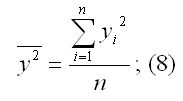 \overline{y^2} = \frac{\sum_{i=1}^{n} y_i{}^2}{n} ; (8)